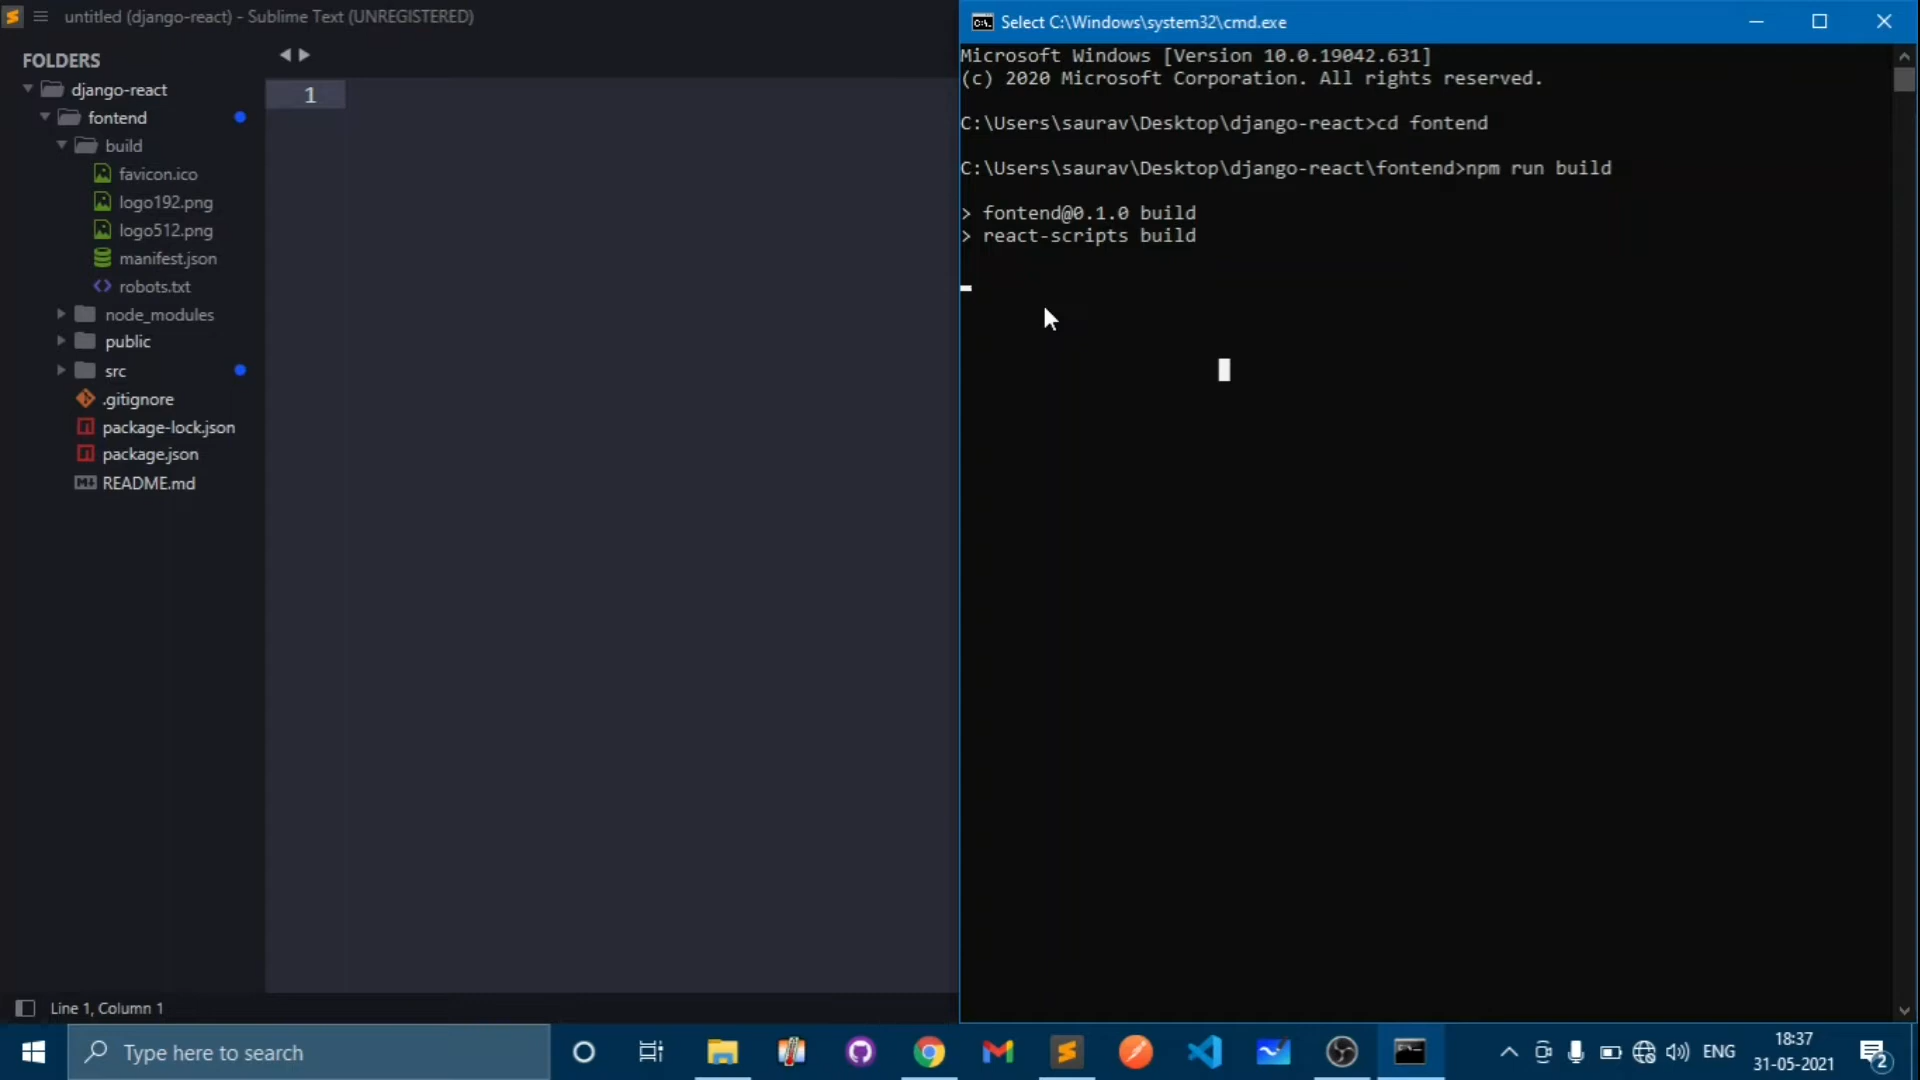 untitled (django-react) - Sublime Text (UNREGISTERED)
FOLDERS
django-react
fontend
build
favicon.ico
logo192.png
logo512.png
manifest.json
robots.txt
node_modules
public
src
.gitignore
package-lock.json
package.json
README.md
1
Line 1, Column 1
Select C:\Windows\system32\cmd.exe
Microsoft Windows [Version 10.0.19042.631]
(c) 2020 Microsoft Corporation. All rights reserved.
C:\Users\saurav\Desktop\django-react>cd fontend
C:\Users\saurav\Desktop\django-react\fontend>npm run build
> fontend@0.1.0 build
> react-scripts build
Type here to search
ENG
18:37
31-05-2021
2